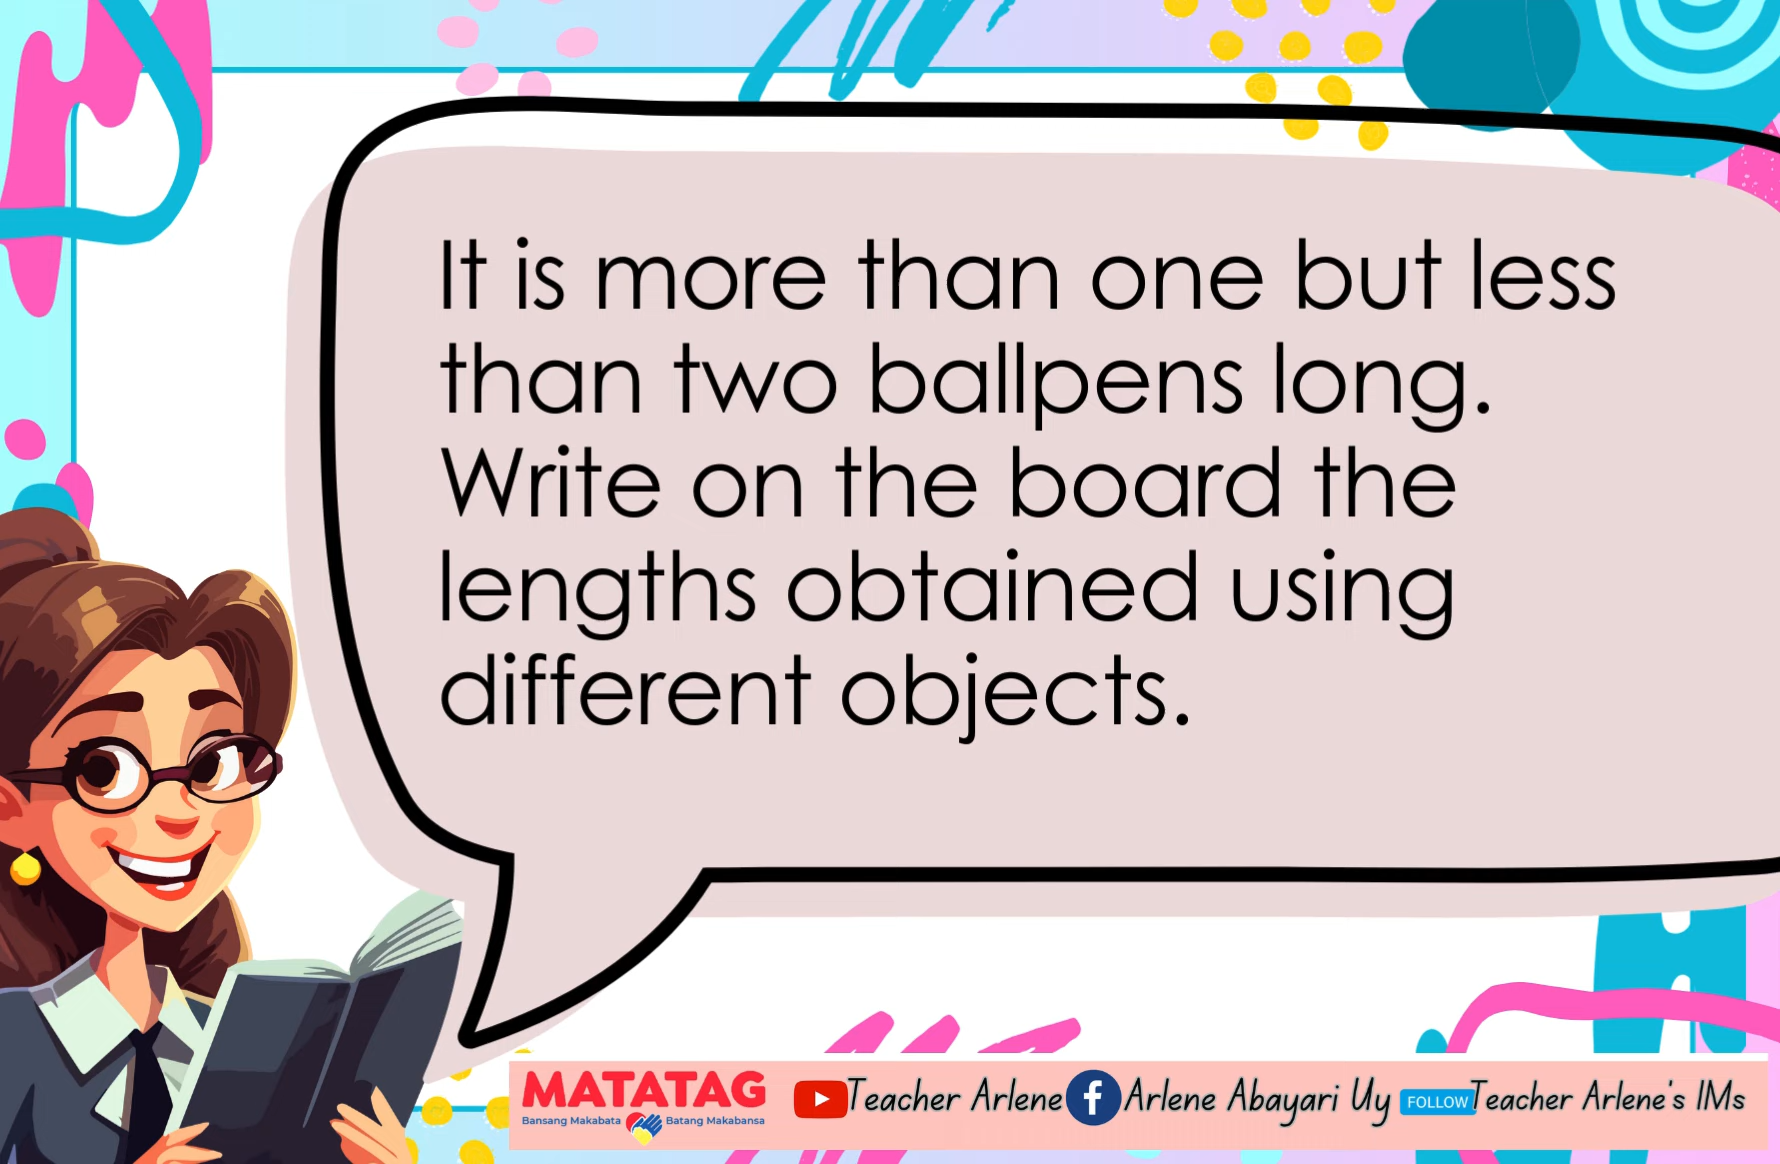 It is more than one but less
than two ballpens long.
Write on the board the
lengths obtained using
different objects.
MATATAG
Bansang Makabata Batang Makabansa
Teacher Arlene Arlene Abayari Uy FOLLOW Teacher Arlene's IMs